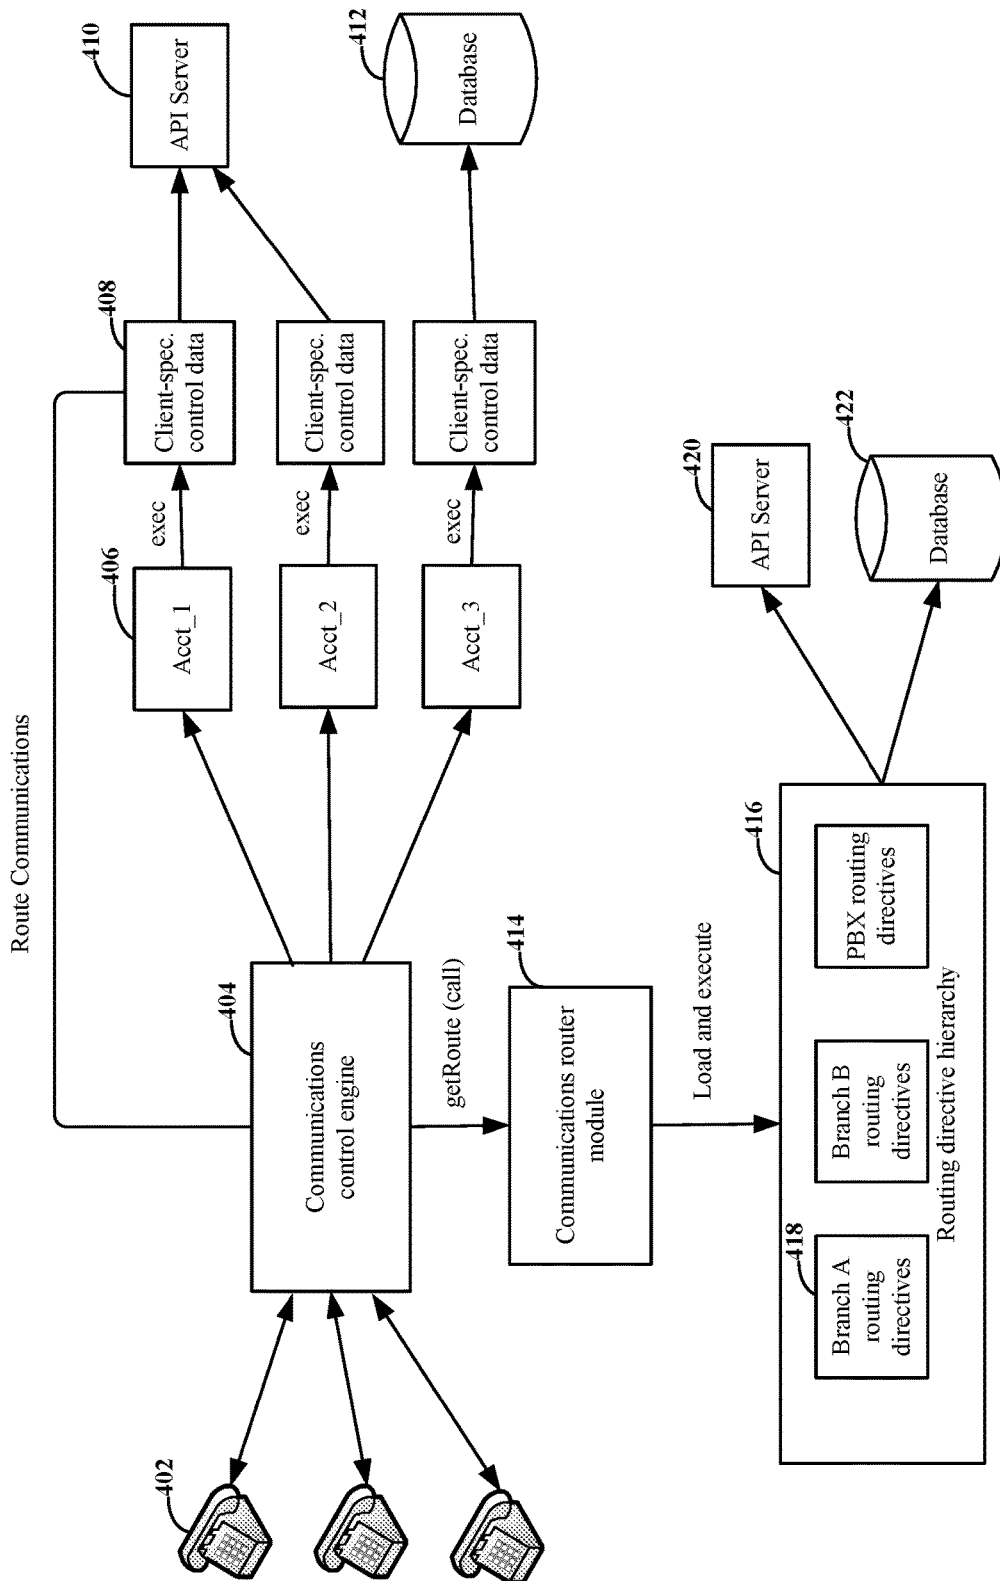 Route Communications
402
404
Communications
control engine
406
Acct_1
exec
408
Client-spec.
control data
410
API Server
Acct_2
exec
Client-spec.
control data
Acct_3
exec
Client-spec.
control data
412
Database
getRoute (call)
414
Communications router
module
Load and execute
416
418
Branch A
routing
directives
Branch B
routing
directives
PBX routing
directives
Routing directive hierarchy
420
API Server
422
Database